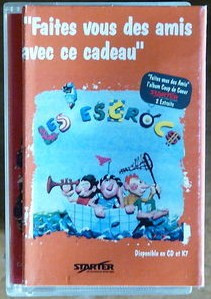 "Faites vous des amis
avec ce cadeau"
"Faites vous des Amis"
l'album Coup de Coeur
2 Extraits
LES ESCROCS
STARTER
Disponible en CD et K7